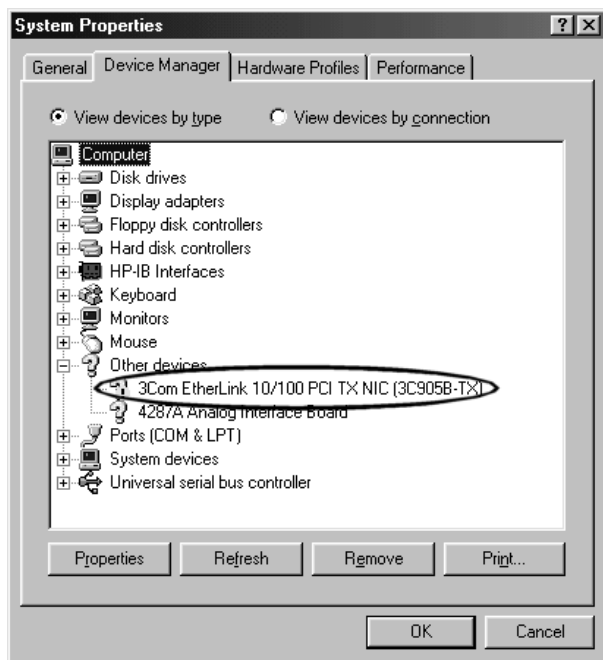 System Properties
General Device Manager Hardware Profiles Performance
View devices by type View devices by connection
Computer
Disk drives
Display adapters
Floppy disk controllers
Hard disk controllers
HP-IB Interfaces
Keyboard
Monitors
Mouse
Other devices
3Com EtherLink 10/100 PCI TX NIC (3C905B-TX)
4287A Analog Interface Board
Ports (COM & LPT)
System devices
Universal serial bus controller
Properties Refresh Remove Print...
OK Cancel